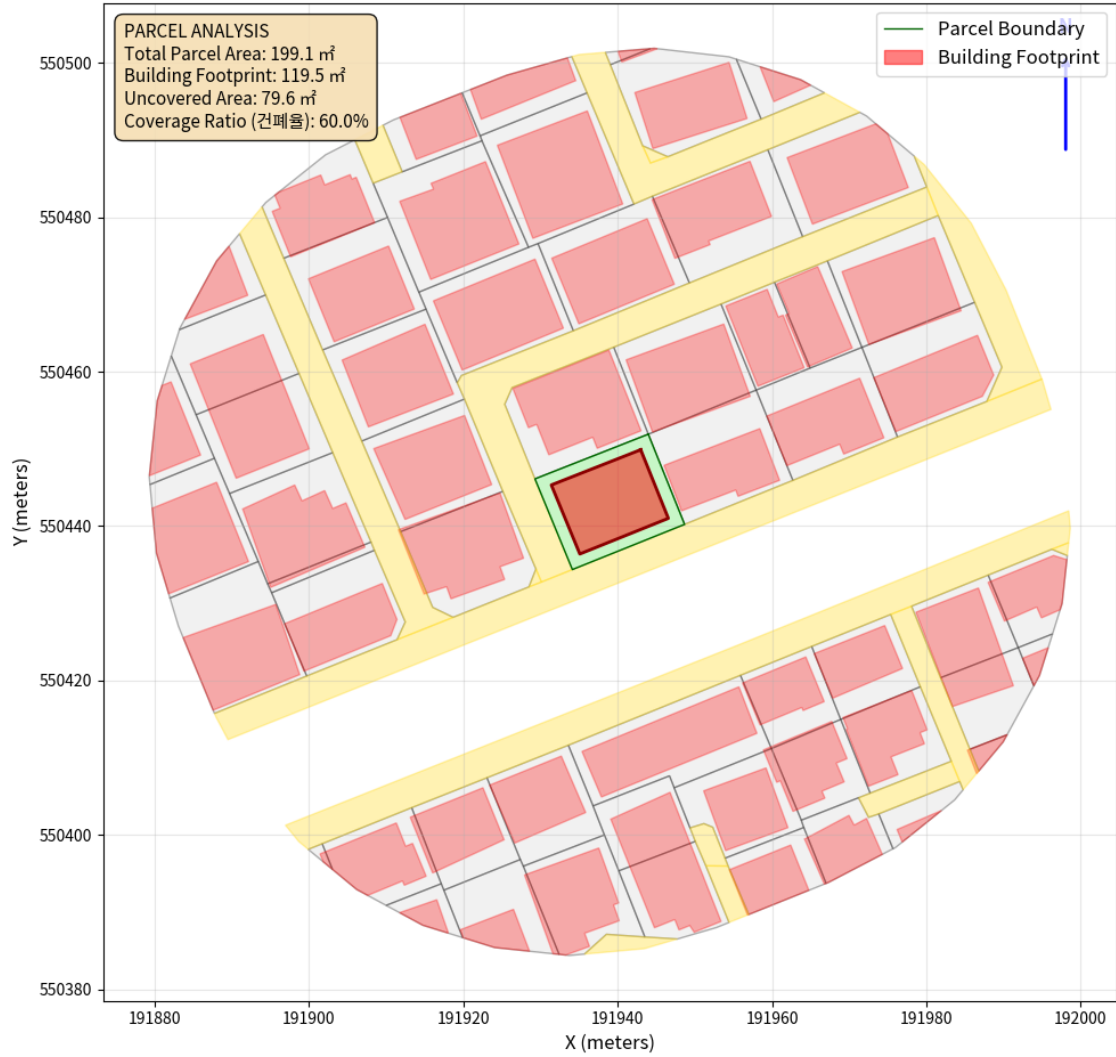 PARCEL ANALYSIS
Total Parcel Area: 199.1 ㎡
Building Footprint: 119.5 ㎡
Uncovered Area: 79.6 ㎡
Coverage Ratio (건폐율): 60.0%
Parcel Boundary
Building Footprint
N
550500
550480
550460
550440
550420
550400
550380
Y (meters)
191880
191900
191920
191940
191960
191980
192000
X (meters)